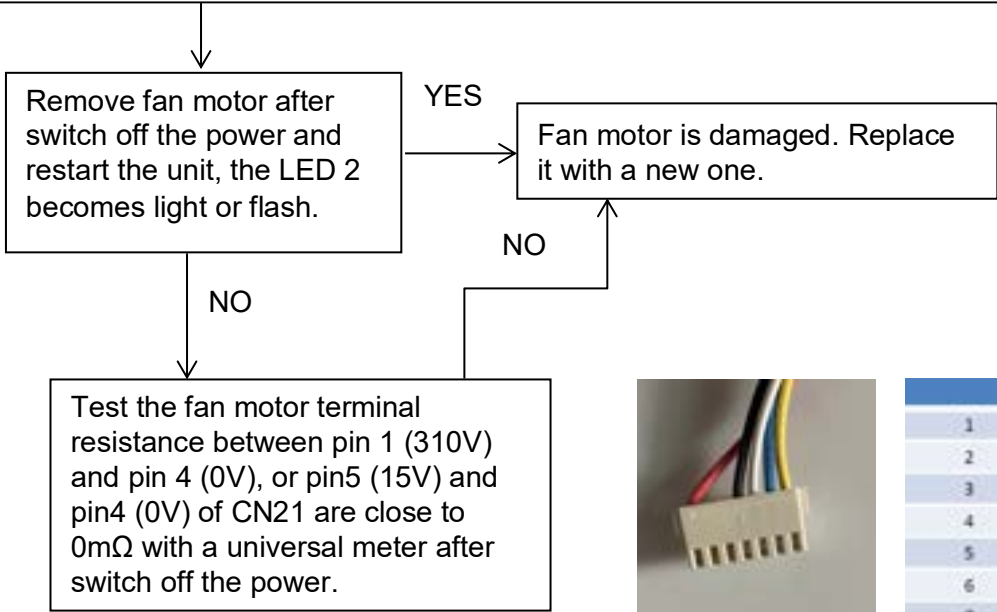 Remove fan motor after
switch off the power and
restart the unit, the LED 2
becomes light or flash.
YES
Fan motor is damaged. Replace
it with a new one.
NO
NO
Test the fan motor terminal
resistance between pin 1 (310V)
and pin 4 (0V), or pin5 (15V) and
pin4 (0V) of CN21 are close to
0mΩ with a universal meter after
switch off the power.
1
2
3
4
5
6